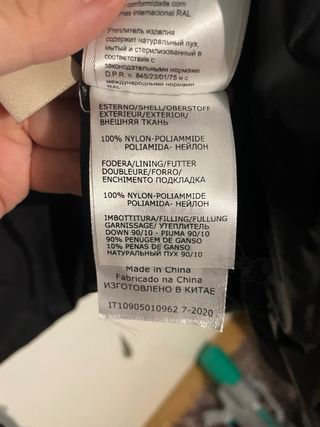 conformidade com
mas internacional RAL
Утеплитель изделия
содержит натуральный пух,
мытый и стерилизованный в
соответствии с
законодательными нормами
D.P.R. n. 845/23/01/75 и с
международными нормами
RAL
ESTERNO/SHELL/OBERSTOFF
EXTERIEUR/EXTERIOR/
ВНЕШНЯЯ ТКАНЬ
100% NYLON-POLIAMMIDE
POLIAMIDA- НЕЙЛОН
FODERA/LINING/FUTTER
DOUBLEURE/FORRO/
ENCHIMENTO ПОДКЛАДКА
100% NYLON-POLIAMMIDE
POLIAMIDA- НЕЙЛОН
IMBOTTITURA/FILLING/FULLUNG
GARNISSAGE/ УТЕПЛИТЕЛЬ
DOWN 90/10 - PIUMA 90/10
90% PENUGEM DE GANSO
10% PENAS DE GANSO
НАТУРАЛЬНЫЙ ПУХ 90/10
Made in China
Fabricado na China
ИЗГОТОВЛЕНО В КИТАЕ
IT10905010962 7-2020